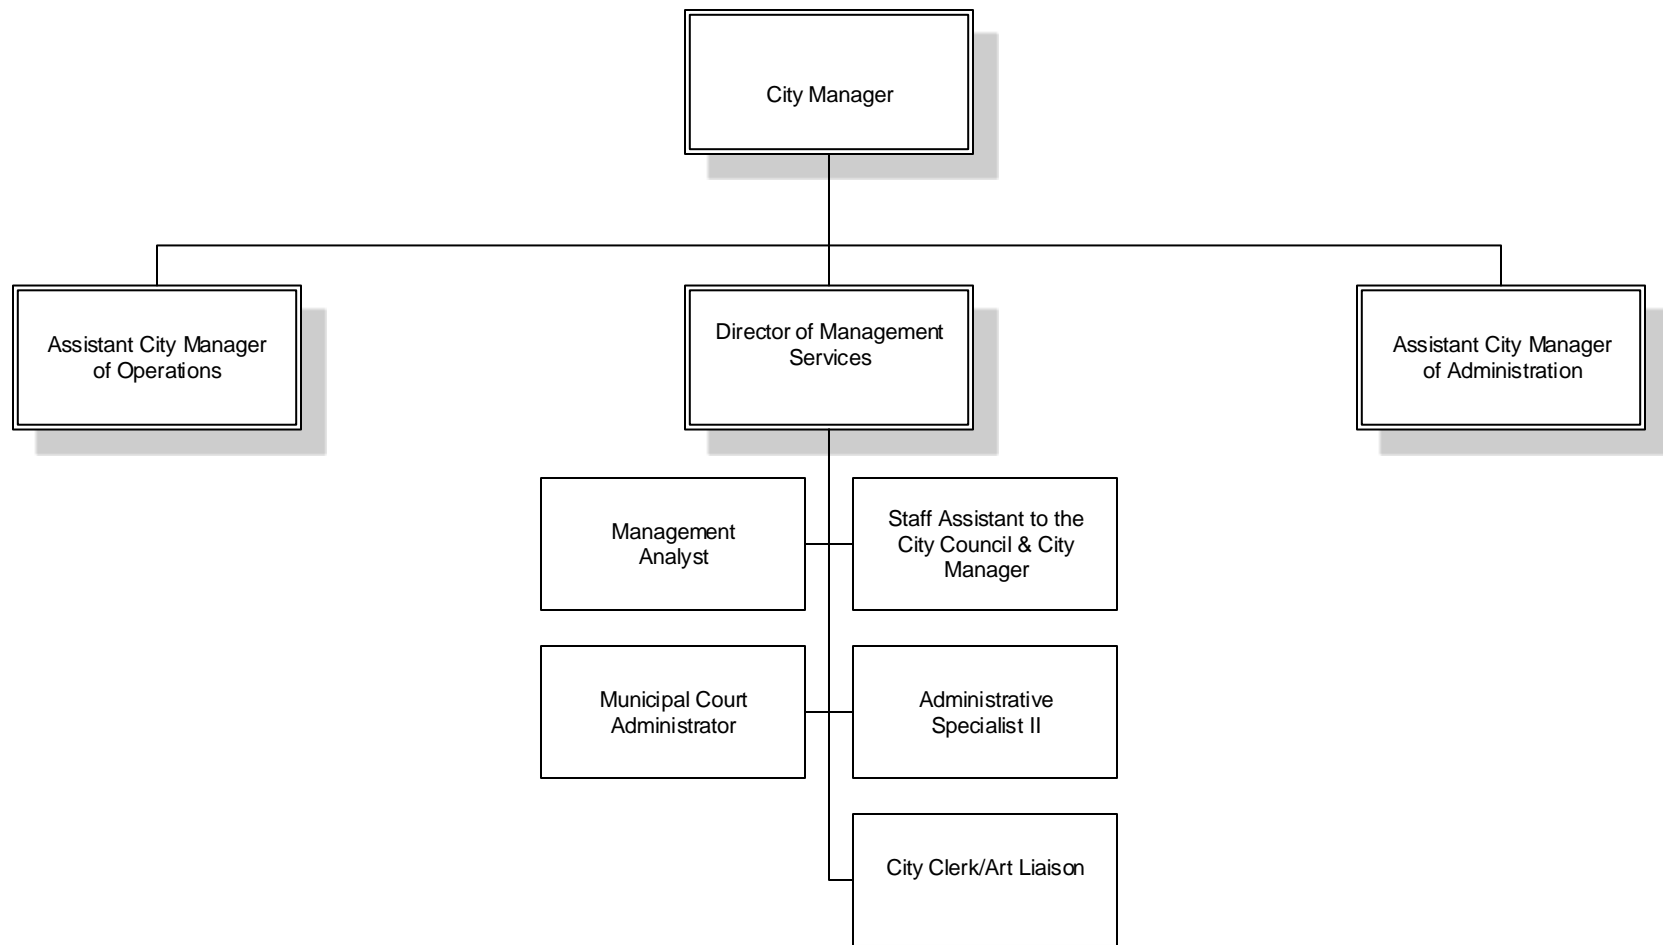 City Manager
Assistant City Manager
of Operations
Director of Management
Services
Assistant City Manager
of Administration
Management
Analyst
Staff Assistant to the
City Council & City
Manager
Municipal Court
Administrator
Administrative
Specialist II
City Clerk/Art Liaison